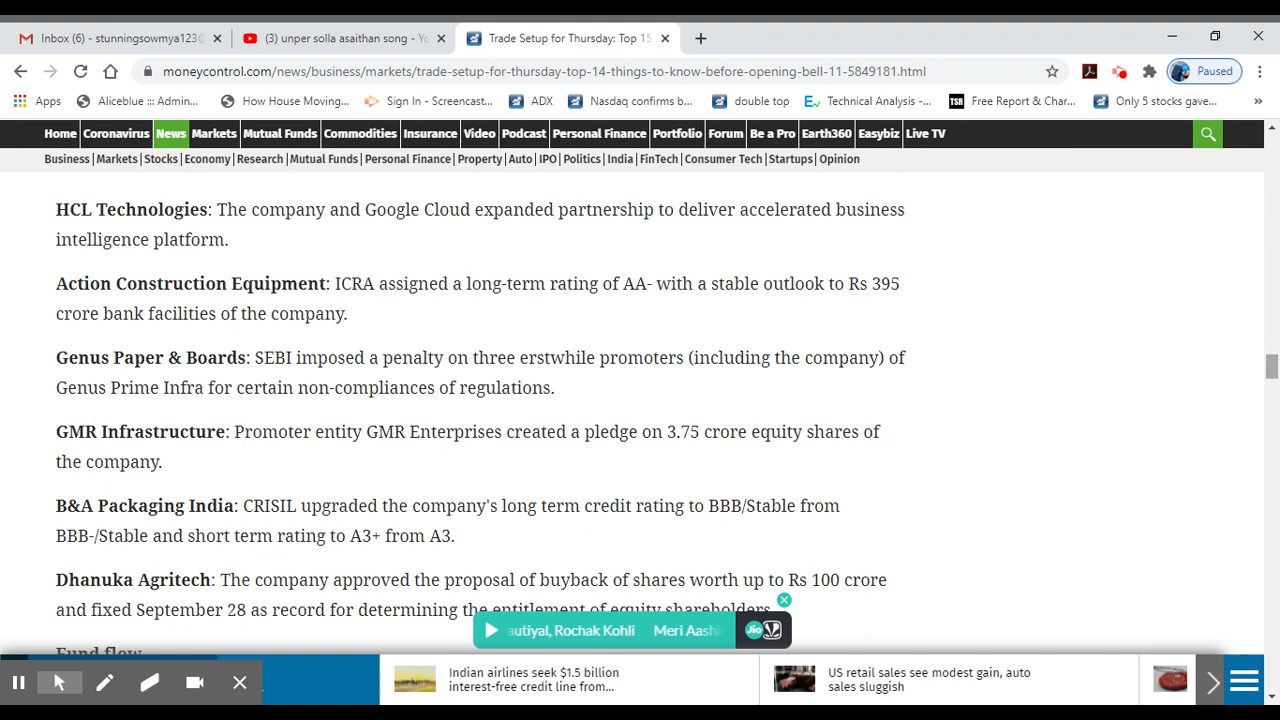 Inbox (6) - stunningsowmya123@
(3) unper solla asaithan song - Yo
Trade Setup for Thursday: Top 15
moneycontrol.com/news/business/markets/trade-setup-for-thursday-top-14-things-to-know-before-opening-bell-11-5849181.html
Paused
Apps
Aliceblue ::: Admin...
How House Moving...
Sign In - Screencast...
ADX
Nasdaq confirms b...
double top
Technical Analysis -...
TSR
Free Report & Char...
Only 5 stocks gave...
»
Home Coronavirus News Markets Mutual Funds Commodities Insurance Video Podcast Personal Finance Portfolio Forum Be a Pro Earth360 Easybiz Live TV
Business | Markets | Stocks | Economy | Research | Mutual Funds | Personal Finance | Property | Auto | IPO | Politics | India | FinTech | Consumer Tech | Startups | Opinion
HCL Technologies: The company and Google Cloud expanded partnership to deliver accelerated business
intelligence platform.
Action Construction Equipment: ICRA assigned a long-term rating of AA- with a stable outlook to Rs 395
crore bank facilities of the company.
Genus Paper & Boards: SEBI imposed a penalty on three erstwhile promoters (including the company) of
Genus Prime Infra for certain non-compliances of regulations.
GMR Infrastructure: Promoter entity GMR Enterprises created a pledge on 3.75 crore equity shares of
the company.
B&A Packaging India: CRISIL upgraded the company's long term credit rating to BBB/Stable from
BBB-/Stable and short term rating to A3+ from A3.
Dhanuka Agritech: The company approved the proposal of buyback of shares worth up to Rs 100 crore
and fixed September 28 as record for determining the entitlement of equity shareholders.
autiyal, Rochak Kohli Meri Aashi
Jio
Fund flow
Indian airlines seek $1.5 billion
interest-free credit line from...
US retail sales see modest gain, auto
sales sluggish